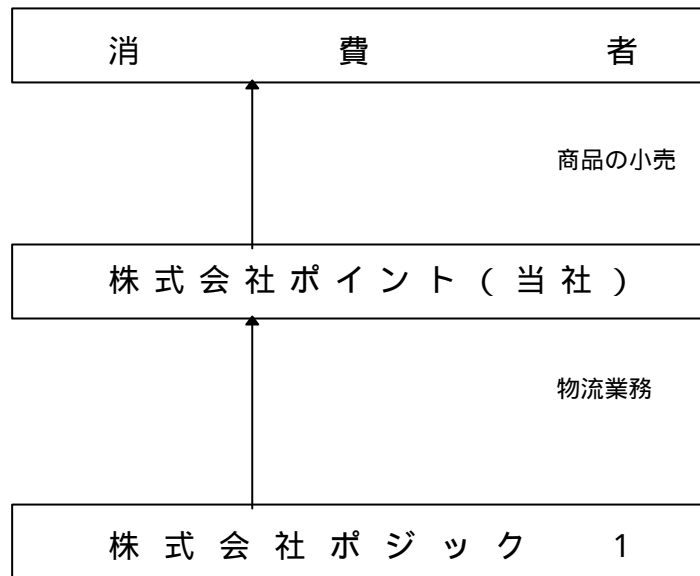 消費者
商品の小売
株式会社ポイント(当社)
物流業務
株式会社ポジック 1